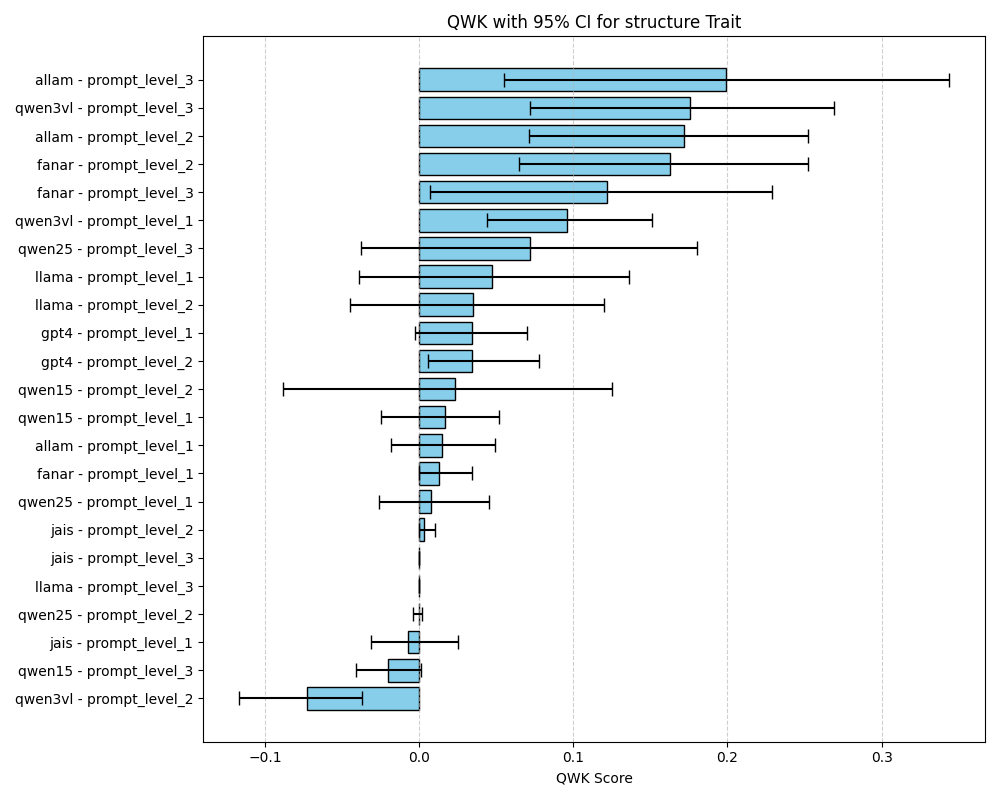 QWK with 95% CI for structure Trait
allam - prompt_level_3
qwen3vl - prompt_level_3
allam - prompt_level_2
fanar - prompt_level_2
fanar - prompt_level_3
qwen3vl - prompt_level_1
qwen25 - prompt_level_3
llama - prompt_level_1
llama - prompt_level_2
gpt4 - prompt_level_1
gpt4 - prompt_level_2
qwen15 - prompt_level_2
qwen15 - prompt_level_1
allam - prompt_level_1
fanar - prompt_level_1
qwen25 - prompt_level_1
jais - prompt_level_2
jais - prompt_level_3
llama - prompt_level_3
qwen25 - prompt_level_2
jais - prompt_level_1
qwen15 - prompt_level_3
qwen3vl - prompt_level_2
−0.1 0.0 0.1 0.2 0.3
QWK Score